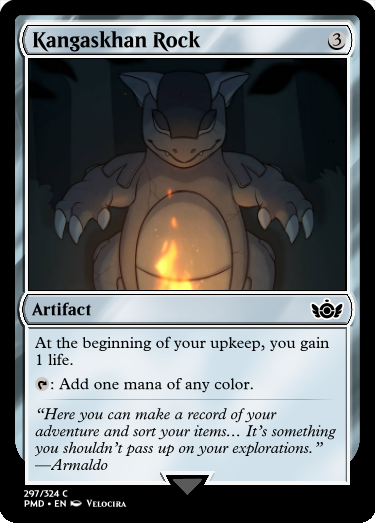 Kangaskhan Rock 3
Artifact
At the beginning of your upkeep, you gain
1 life.
: Add one mana of any color.
“Here you can make a record of your
adventure and sort your items… It’s something
you shouldn’t pass up on your explorations.”
—Armaldo
297/324 C
PMD • EN VELOCIRA